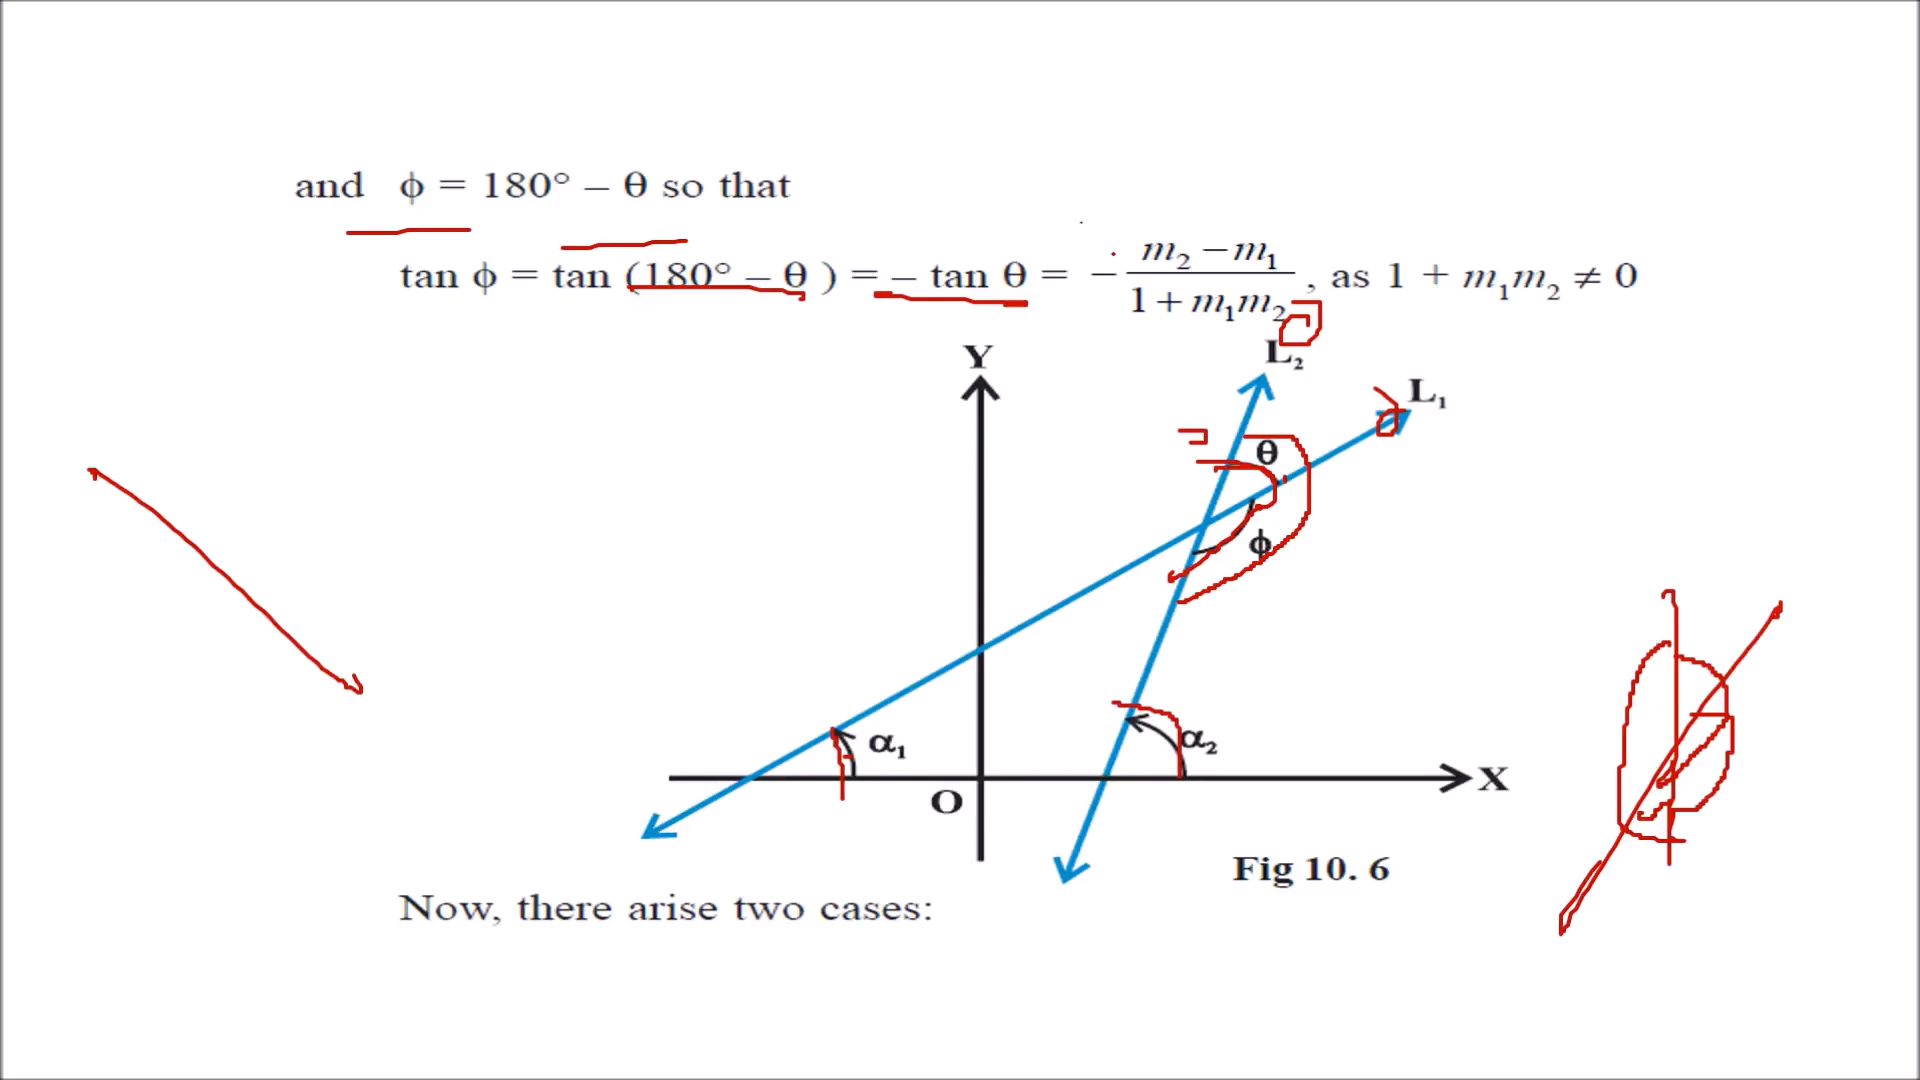 and ϕ = 180° – θ so that
tan ϕ = tan (180° – θ ) = – tan θ = – (m₂ – m₁)/(1 + m₁m₂), as 1 + m₁m₂ ≠ 0
Y
L₂
L₁
θ
ϕ
α₁
α₂
O
X
Fig 10. 6
Now, there arise two cases: